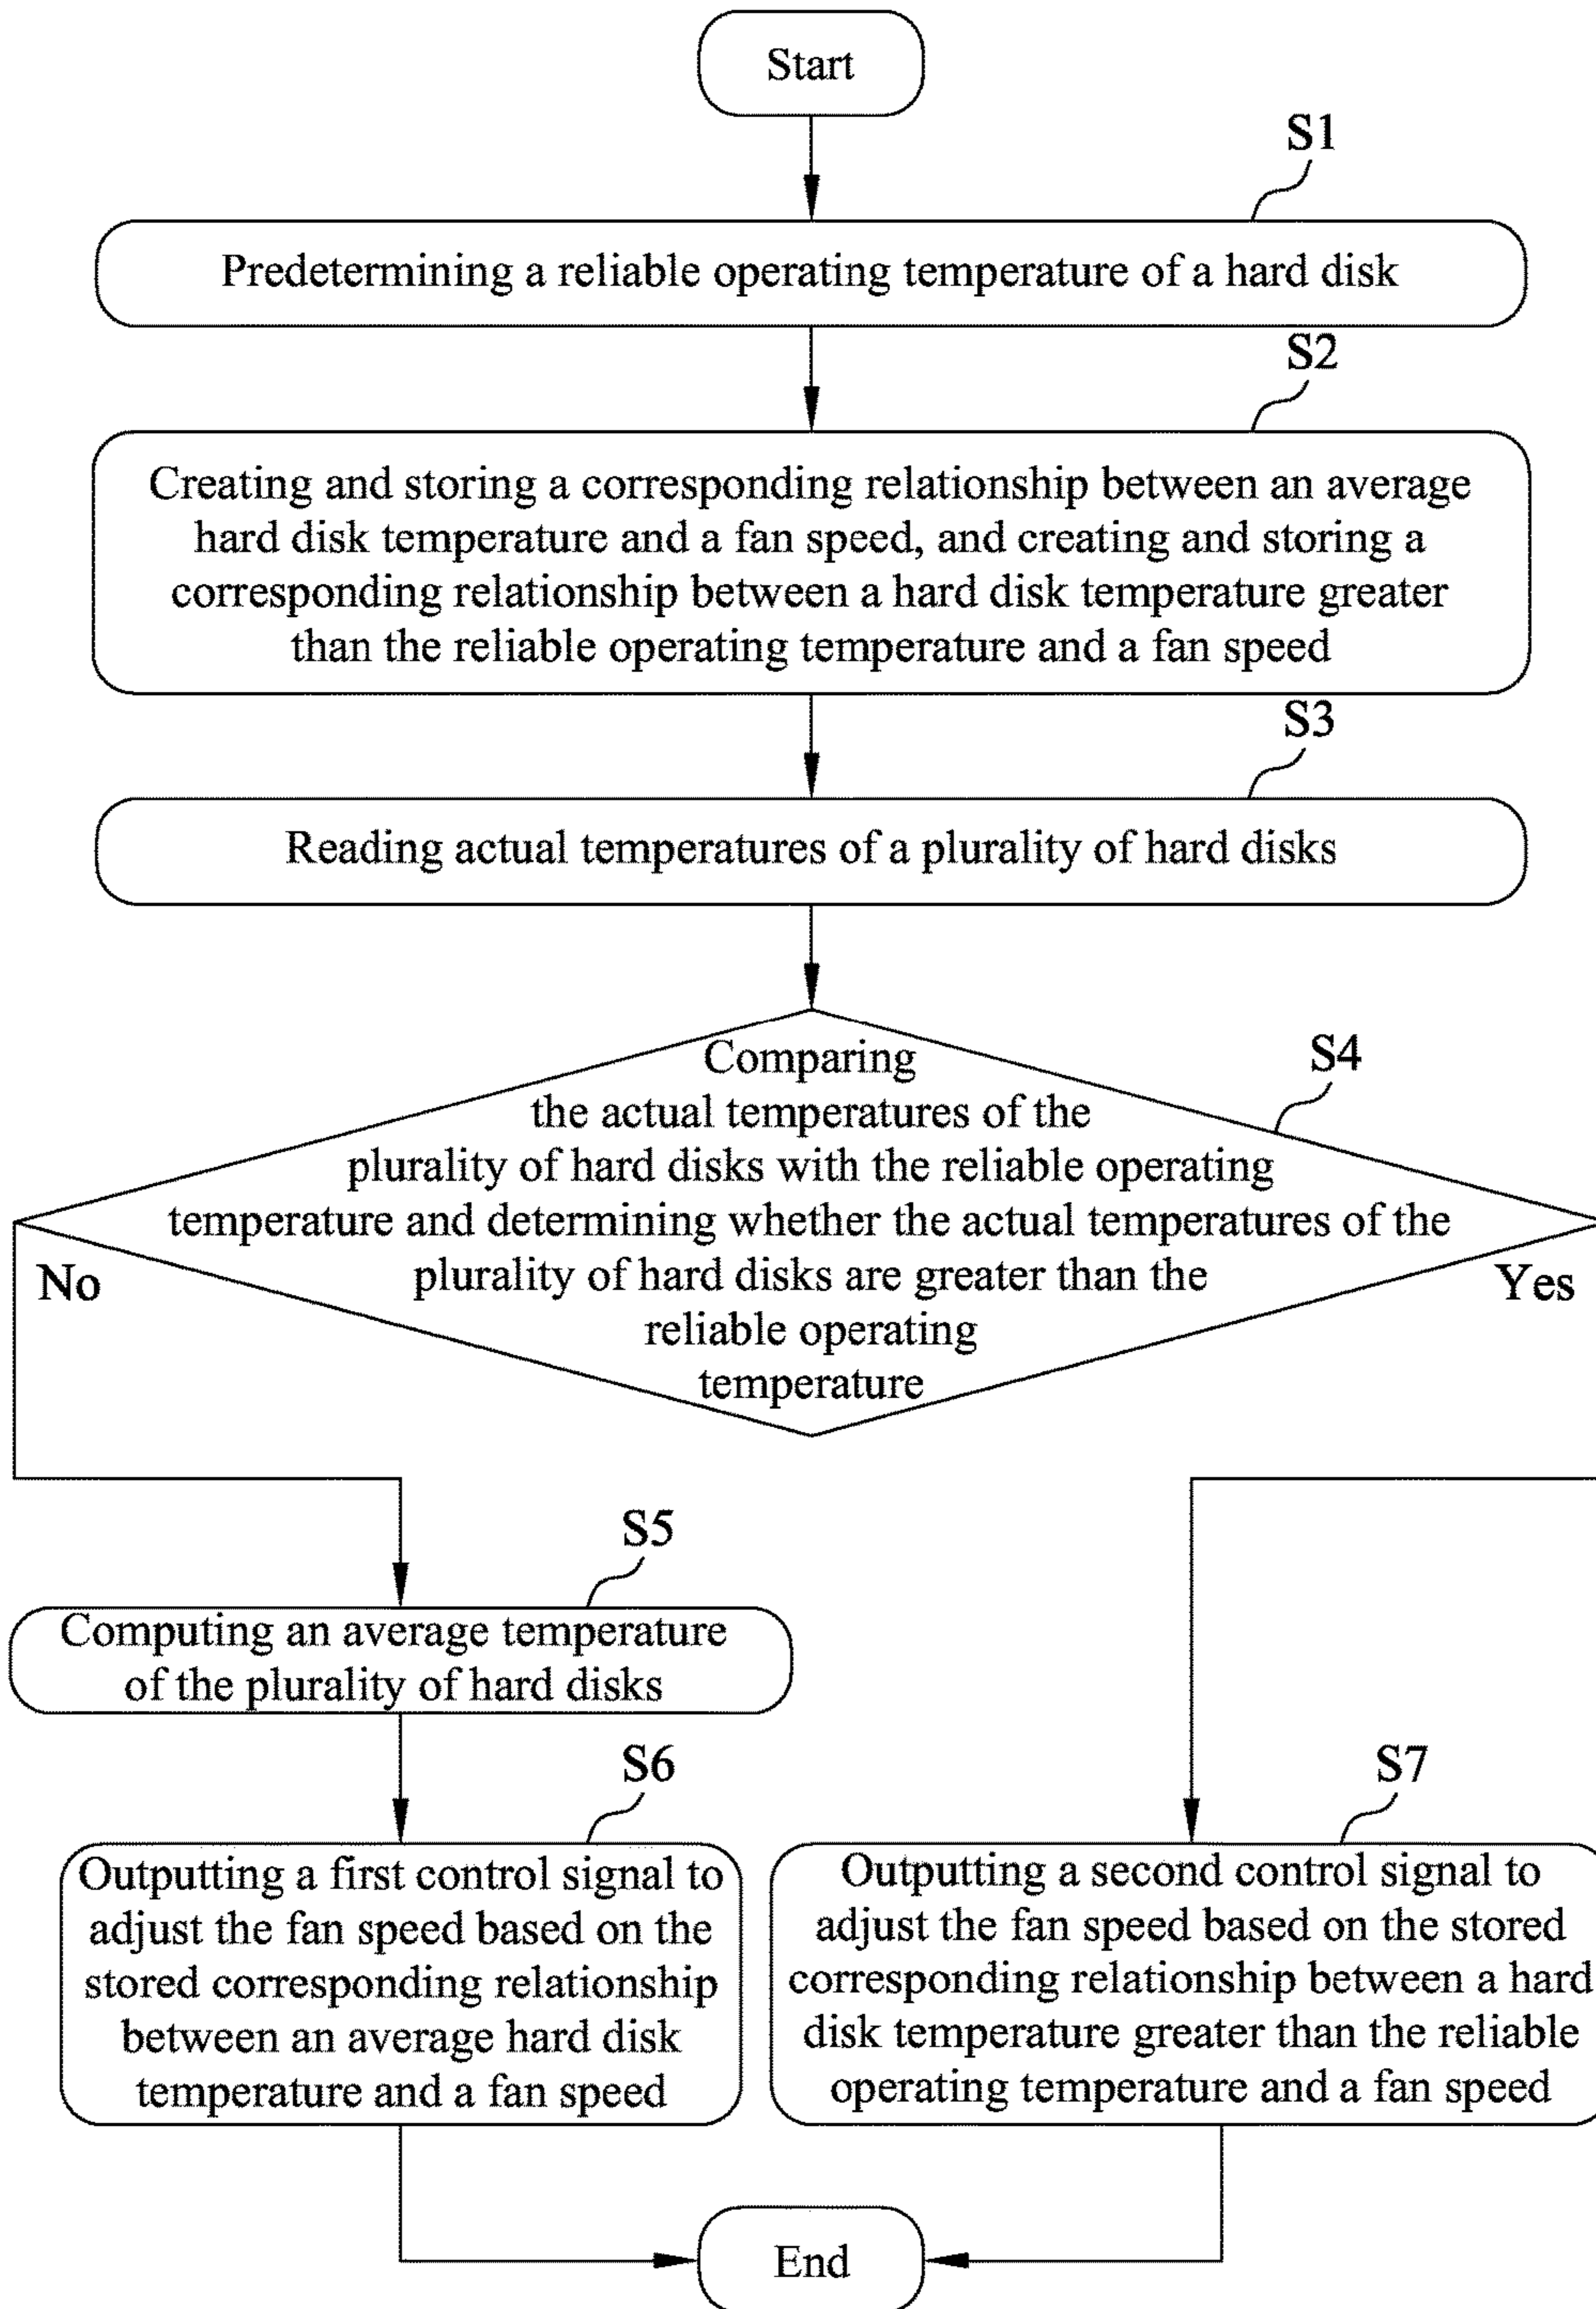 Start
S1
Predetermining a reliable operating temperature of a hard disk
S2
Creating and storing a corresponding relationship between an average
hard disk temperature and a fan speed, and creating and storing a
corresponding relationship between a hard disk temperature greater
than the reliable operating temperature and a fan speed
S3
Reading actual temperatures of a plurality of hard disks
S4
Comparing
the actual temperatures of the
plurality of hard disks with the reliable operating
temperature and determining whether the actual temperatures of the
plurality of hard disks are greater than the
reliable operating
temperature
No
Yes
S5
Computing an average temperature
of the plurality of hard disks
S6
Outputting a first control signal to
adjust the fan speed based on the
stored corresponding relationship
between an average hard disk
temperature and a fan speed
S7
Outputting a second control signal to
adjust the fan speed based on the stored
corresponding relationship between a hard
disk temperature greater than the reliable
operating temperature and a fan speed
End